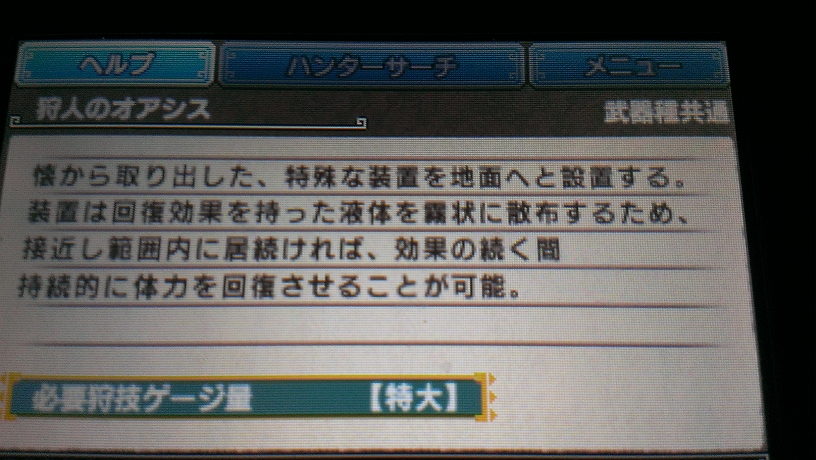 ヘルプ ハンターサーチ メニュー
狩人のオアシス 武器種共通
懐から取り出した、特殊な装置を地面へと設置する。
装置は回復効果を持った液体を霧状に散布するため、
接近し範囲内に居続ければ、効果の続く間
持続的に体力を回復させることが可能。
必要狩技ゲージ量 【特大】